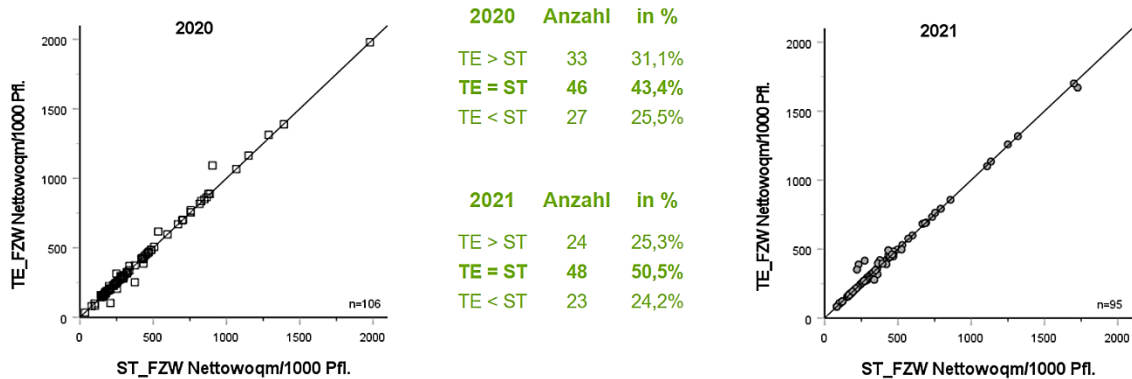 2020
2000
1500
1000
500
0
0
500
1000
1500
2000
TE_FZW Nettowoqm/1000 Pfl.
ST_FZW Nettowoqm/1000 Pfl.
n=106
2020 Anzahl in %
TE > ST 33 31,1%
TE = ST 46 43,4%
TE < ST 27 25,5%
2021 Anzahl in %
TE > ST 24 25,3%
TE = ST 48 50,5%
TE < ST 23 24,2%
2021
2000
1500
1000
500
0
0
500
1000
1500
2000
TE_FZW Nettowoqm/1000 Pfl.
ST_FZW Nettowoqm/1000 Pfl.
n=95